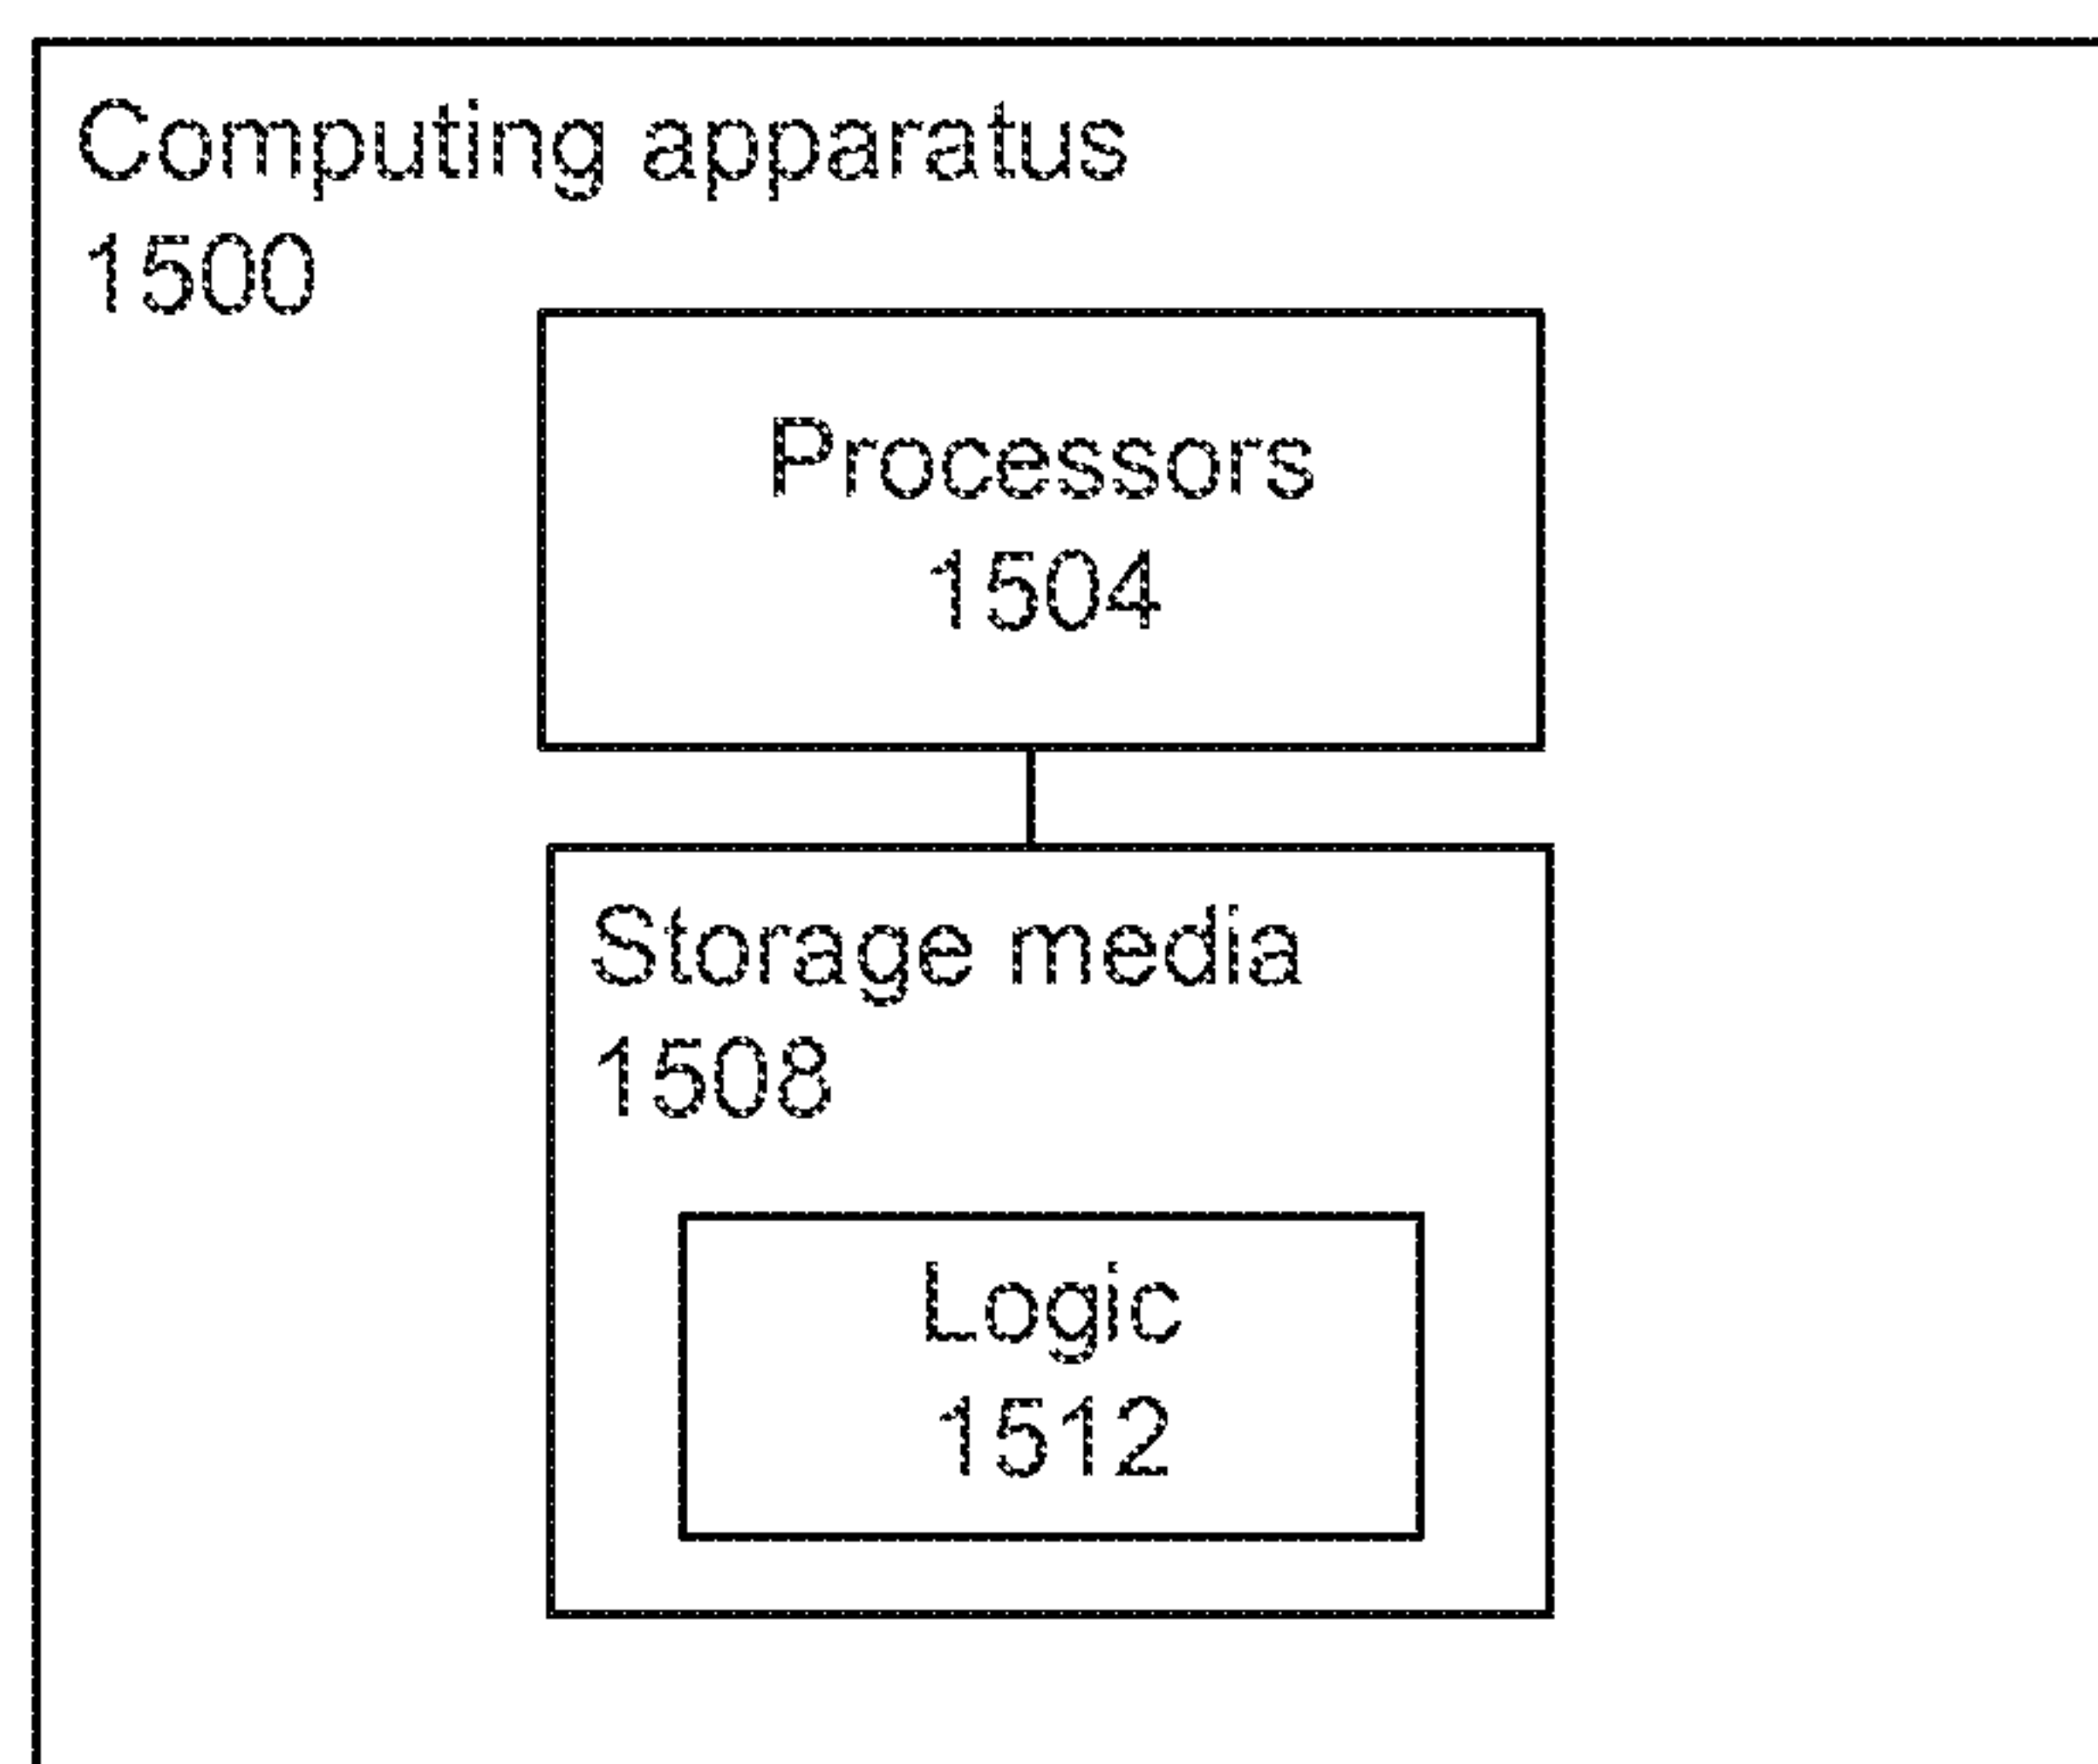 Computing apparatus
1500
Processors
1504
Storage media
1508
Logic
1512